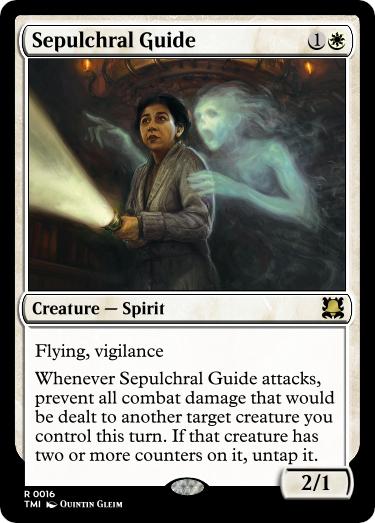 Sepulchral Guide 1
Creature — Spirit
Flying, vigilance
Whenever Sepulchral Guide attacks,
prevent all combat damage that would
be dealt to another target creature you
control this turn. If that creature has
two or more counters on it, untap it.
2/1
R 0016
TMI Quintin Gleim